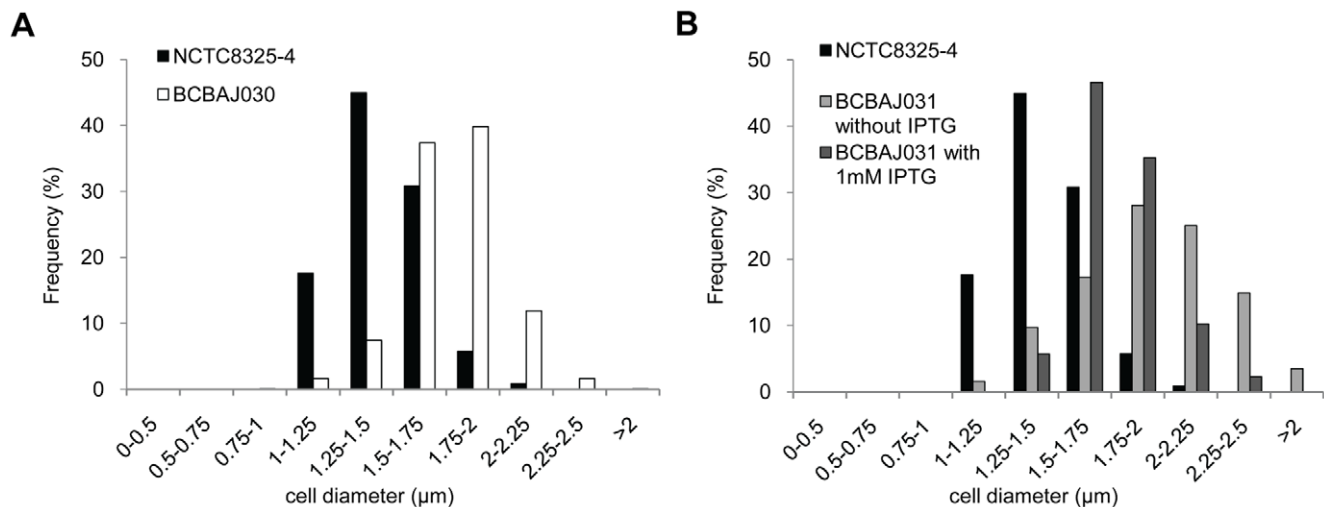 A
NCTC8325-4
BCBAJ030
Frequency (%)
50
40
30
20
10
0
0-0.5
0.5-0.75
0.75-1
1-1.25
1.25-1.5
1.5-1.75
1.75-2
2-2.25
2.25-2.5
>2
cell diameter (µm)
B
NCTC8325-4
BCBAJ031
without IPTG
BCBAJ031 with
1mM IPTG
Frequency (%)
50
40
30
20
10
0
0-0.5
0.5-0.75
0.75-1
1-1.25
1.25-1.5
1.5-1.75
1.75-2
2-2.25
2.25-2.5
>2
cell diameter (µm)